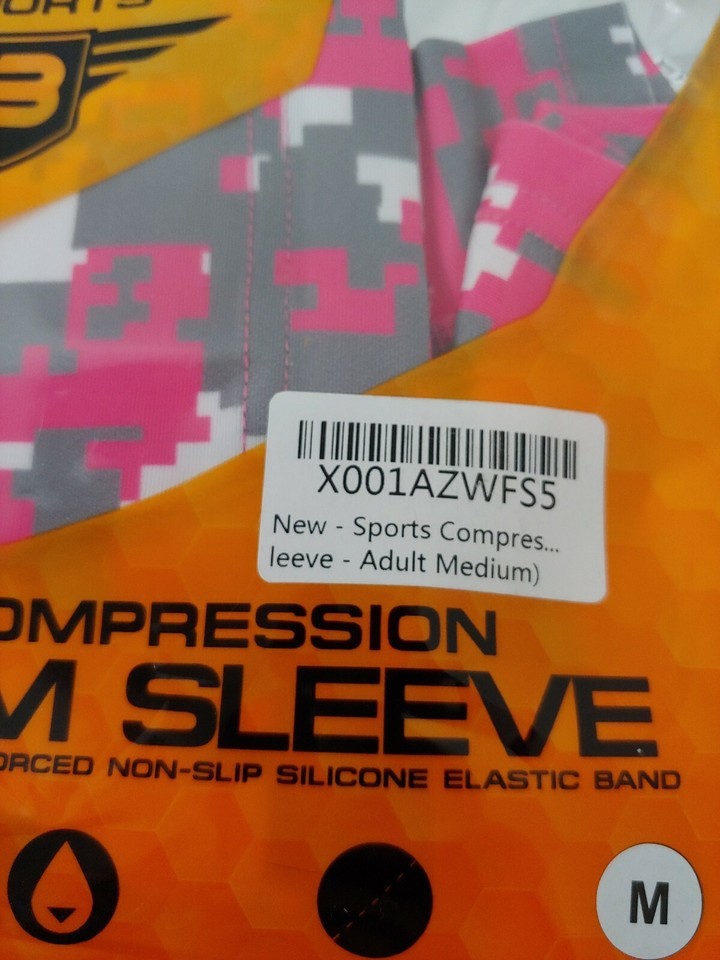 B
X001AZWFS5
New - Sports Compres...
leeve - Adult Medium)
OMPRESSION
M SLEEVE
ORCED NON-SLIP SILICONE ELASTIC BAND
M